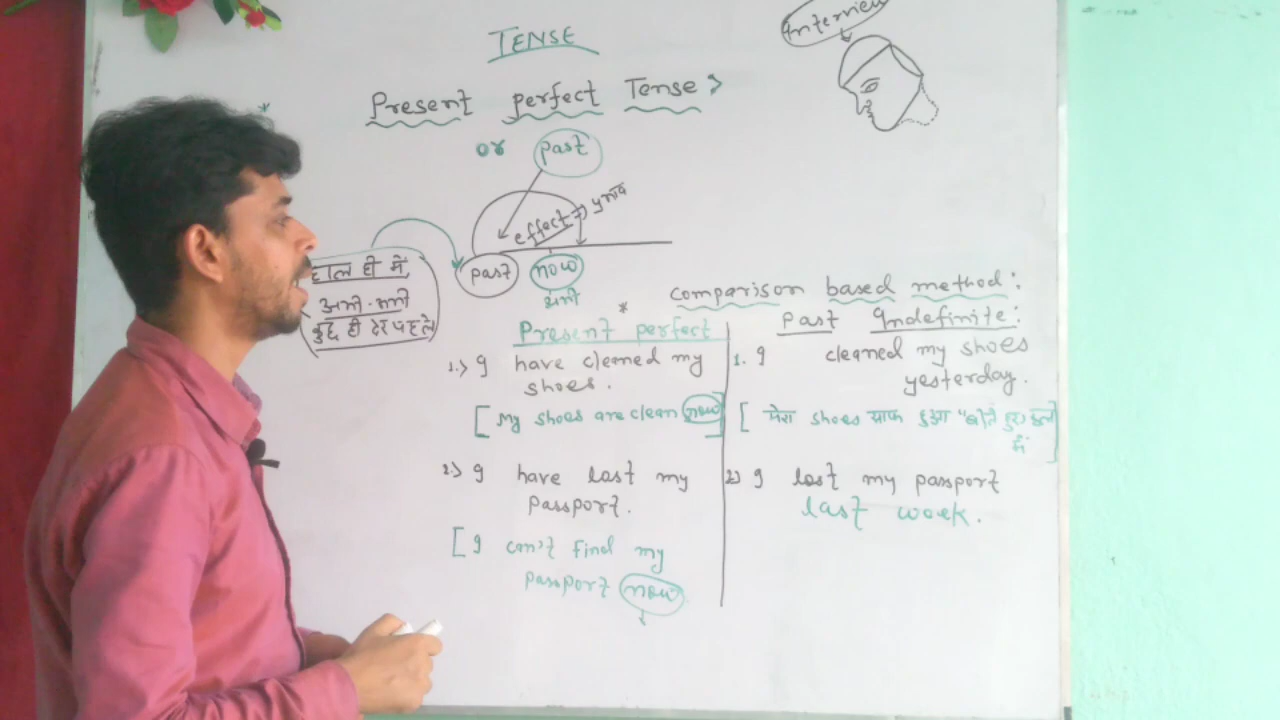 TENSE
Interview
Present perfect Tense >
or past
effect => प्रभाव
past now
अभी
हाल ही में,
अभी-अभी
कुछ ही देर पहले
comparison based method:
* Present perfect
1.) I have cleaned my
shoes.
[My shoes are clean now]
2.) I have last my
passport.
[I can't find my
passport now
Past Indefinite:
1. I cleaned my shoes
yesterday.
[मेरा shoes साफ हुआ "बीते हुए
में ]
2) I lost my passport
last week.